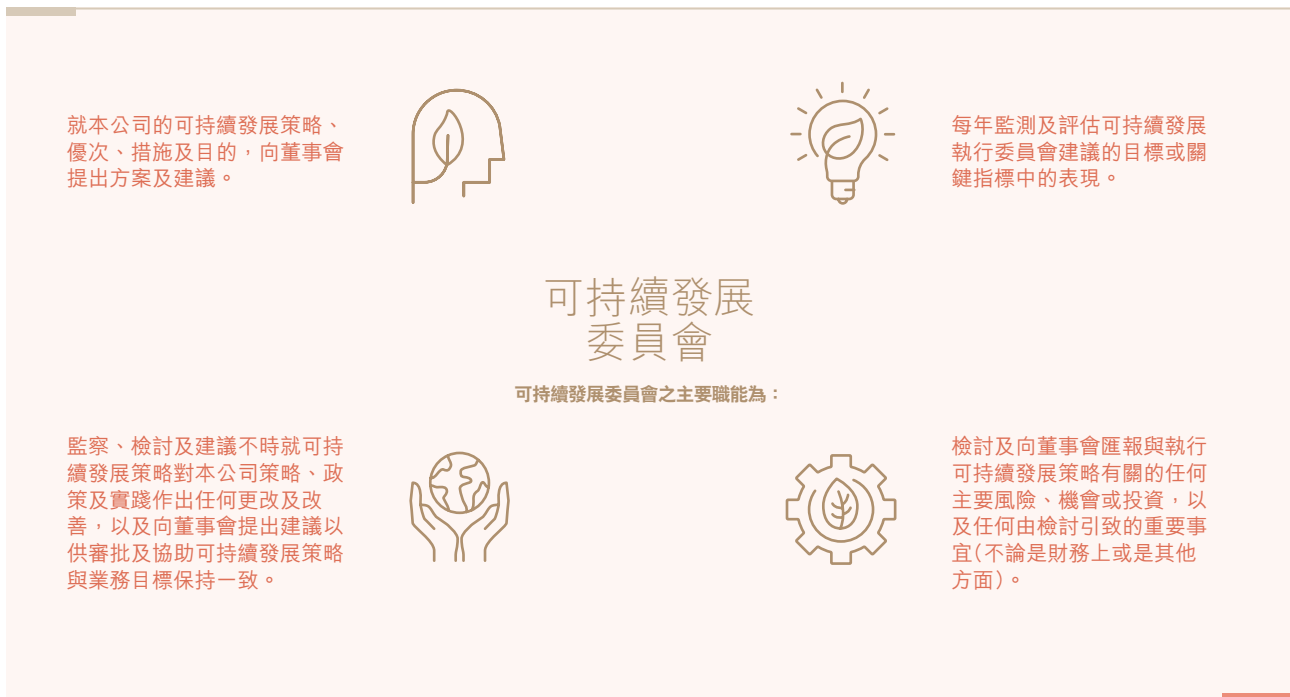 就本公司的可持續發展策略、
優次、措施及目的，向董事會
提出方案及建議。
每年監測及評估可持續發展
執行委員會建議的目標或關
鍵指標中的表現。
可持續發展
委員會
可持續發展委員會之主要職能為：
監察、檢討及建議不時就可持
續發展策略對本公司策略、政
策及實踐作出任何更改及改
善，以及向董事會提出建議以
供審批及協助可持續發展策略
與業務目標保持一致。
檢討及向董事會匯報與執行
可持續發展策略有關的任何
主要風險、機會或投資，以
及任何由檢討引致的重要事
宜(不論是財務上或是其他
方面)。